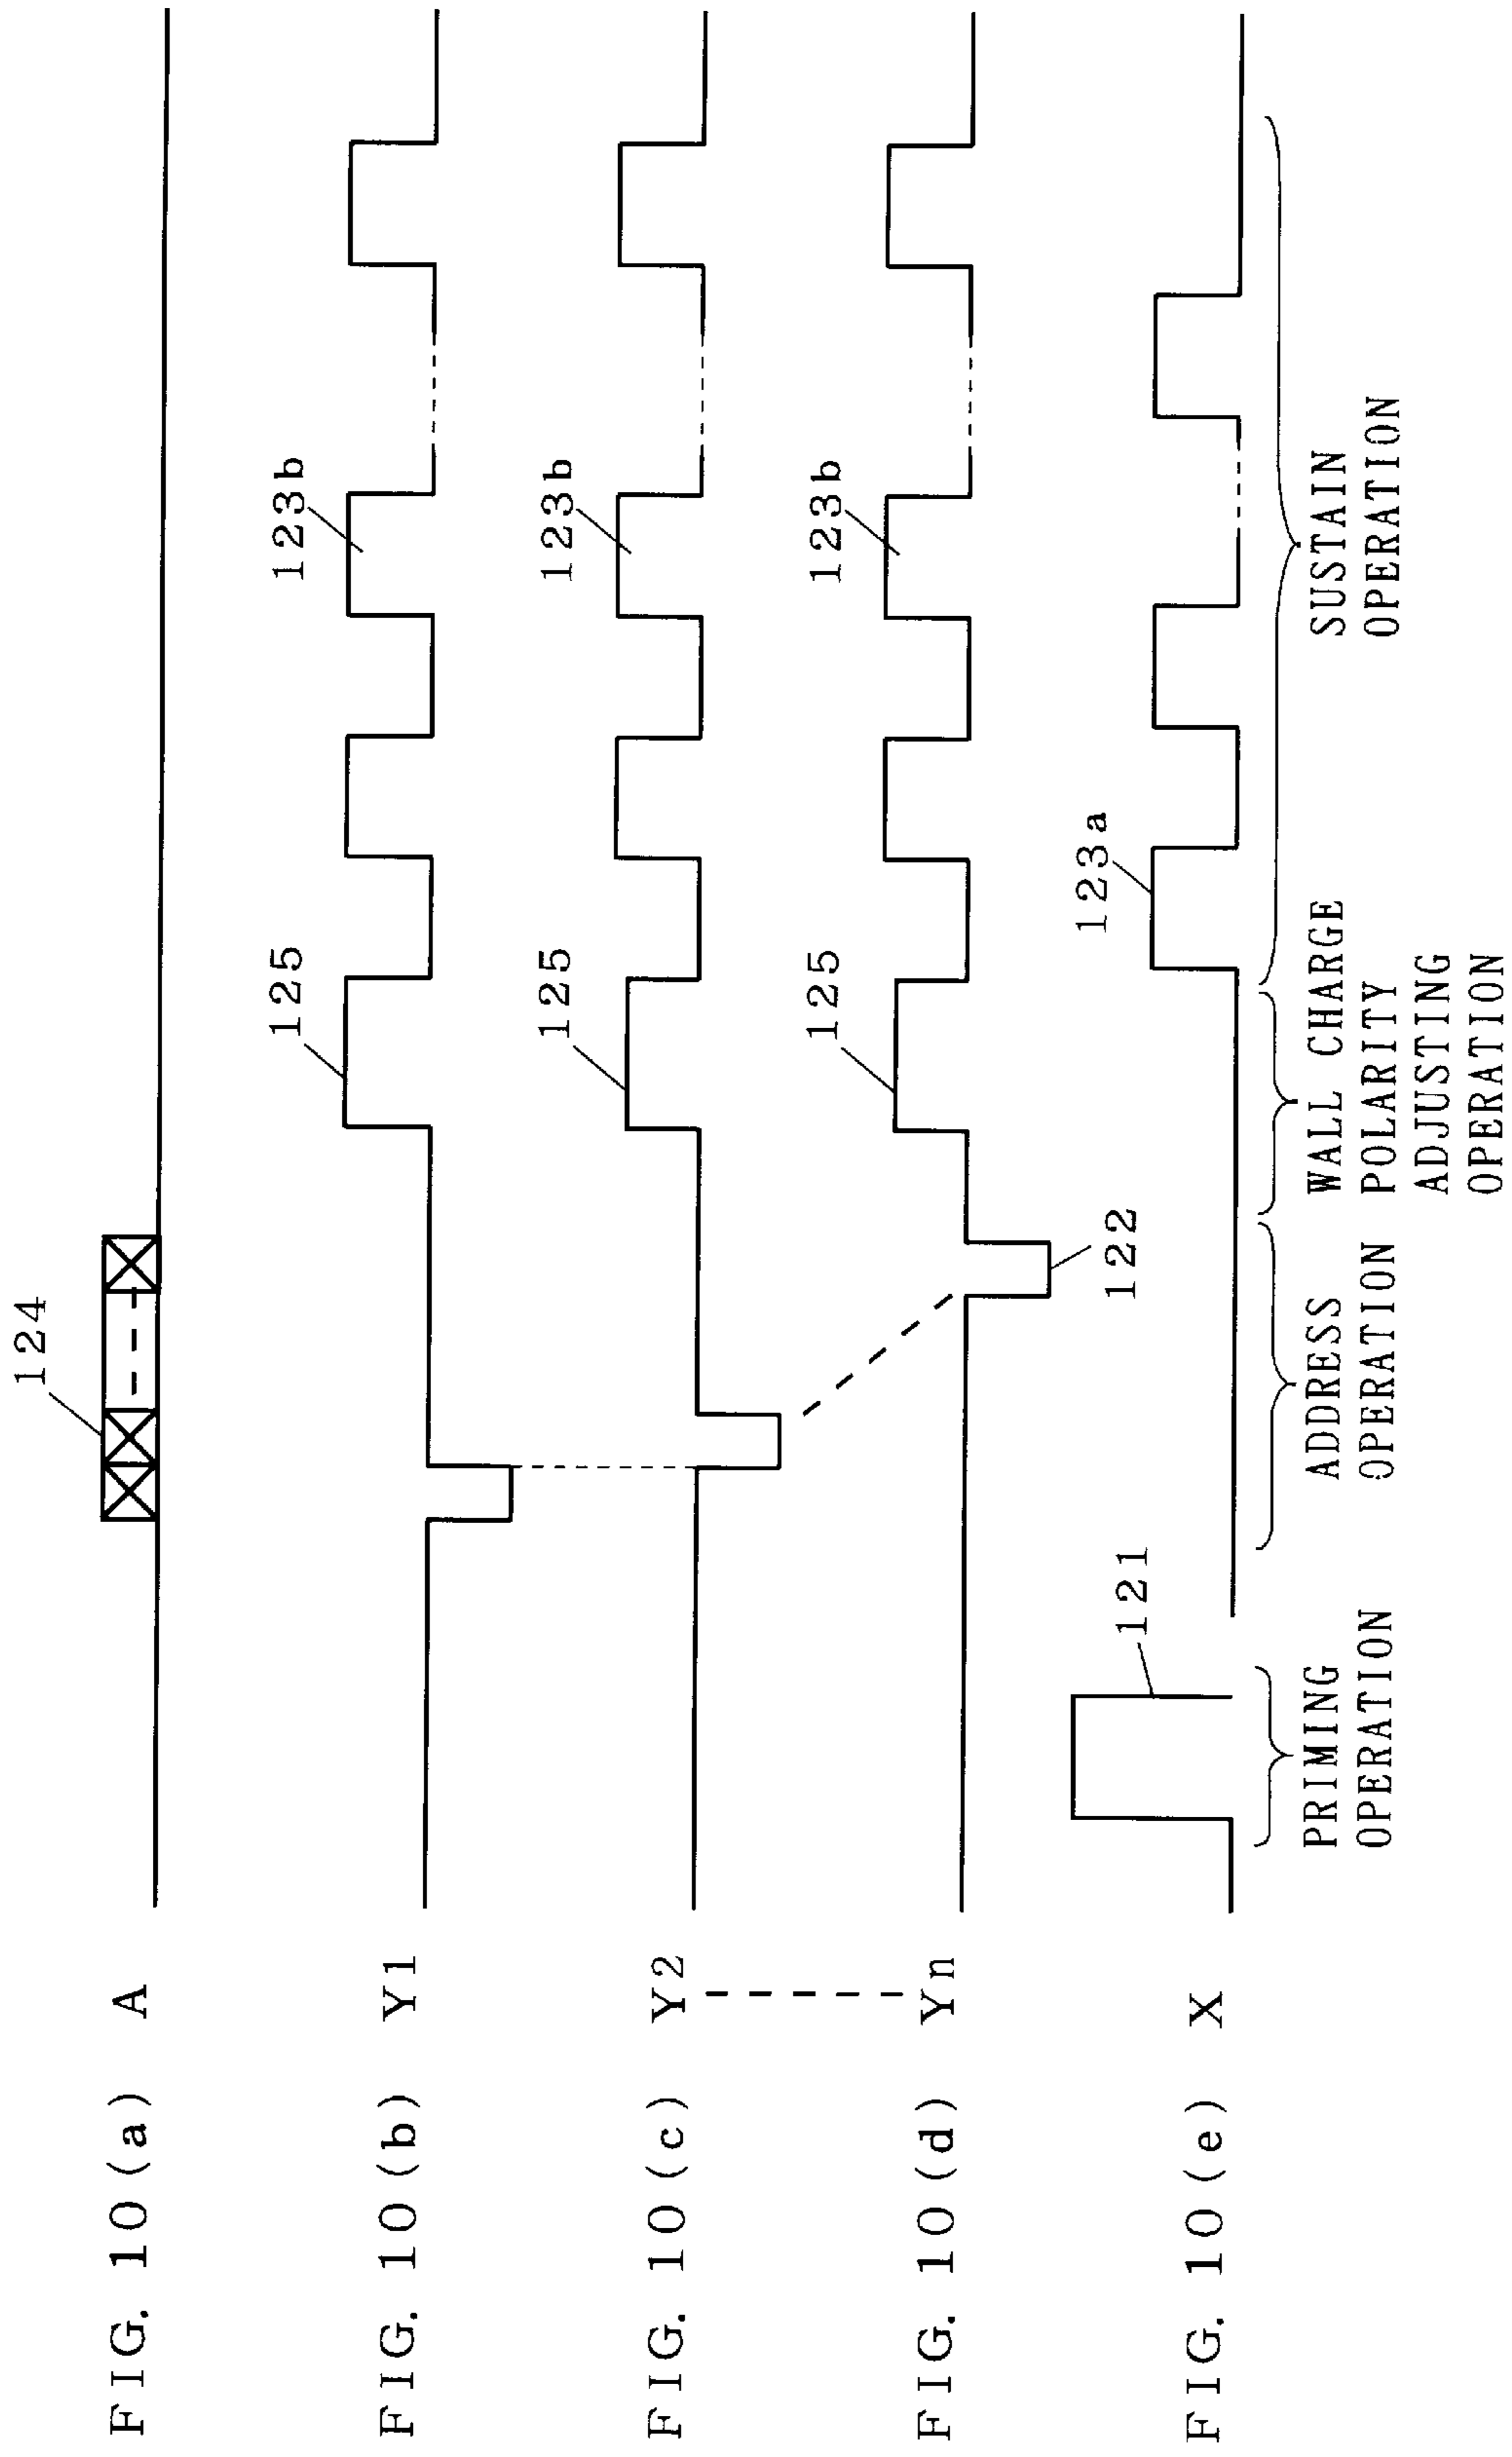 FIG. 10(a) A
124
FIG. 10(b) Y1
125
123b
FIG. 10(c) Y2
125
123b
FIG. 10(d) Yn
122
125
123b
FIG. 10(e) X
121
123a
PRIMING
OPERATION
ADDRESS
OPERATION
WALL CHARGE
POLARITY
ADJUSTING
OPERATION
SUSTAIN
OPERATION